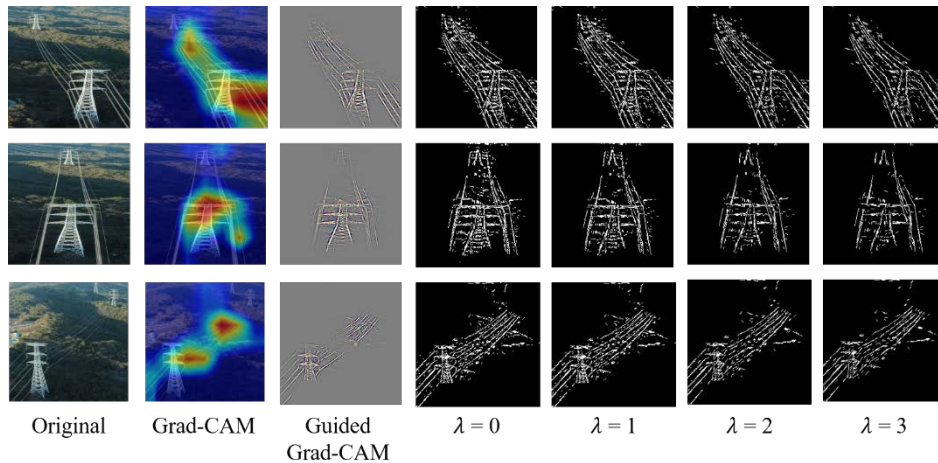 Original Grad-CAM Guided λ = 0 λ = 1 λ = 2 λ = 3
Grad-CAM